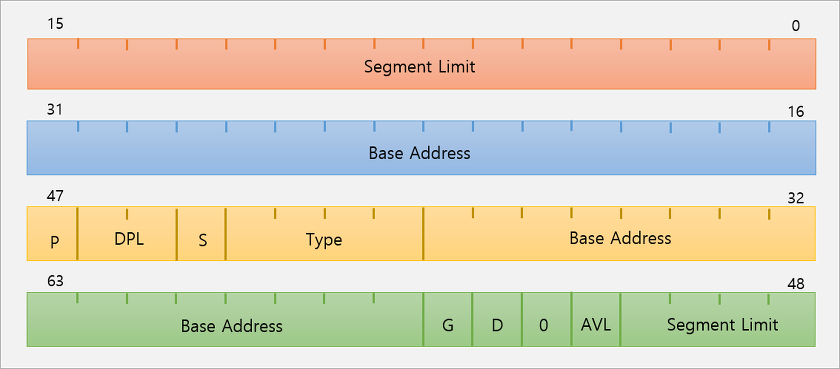 15 0
Segment Limit
31 16
Base Address
47 32
P DPL S Type Base Address
63 48
Base Address G D 0 AVL Segment Limit